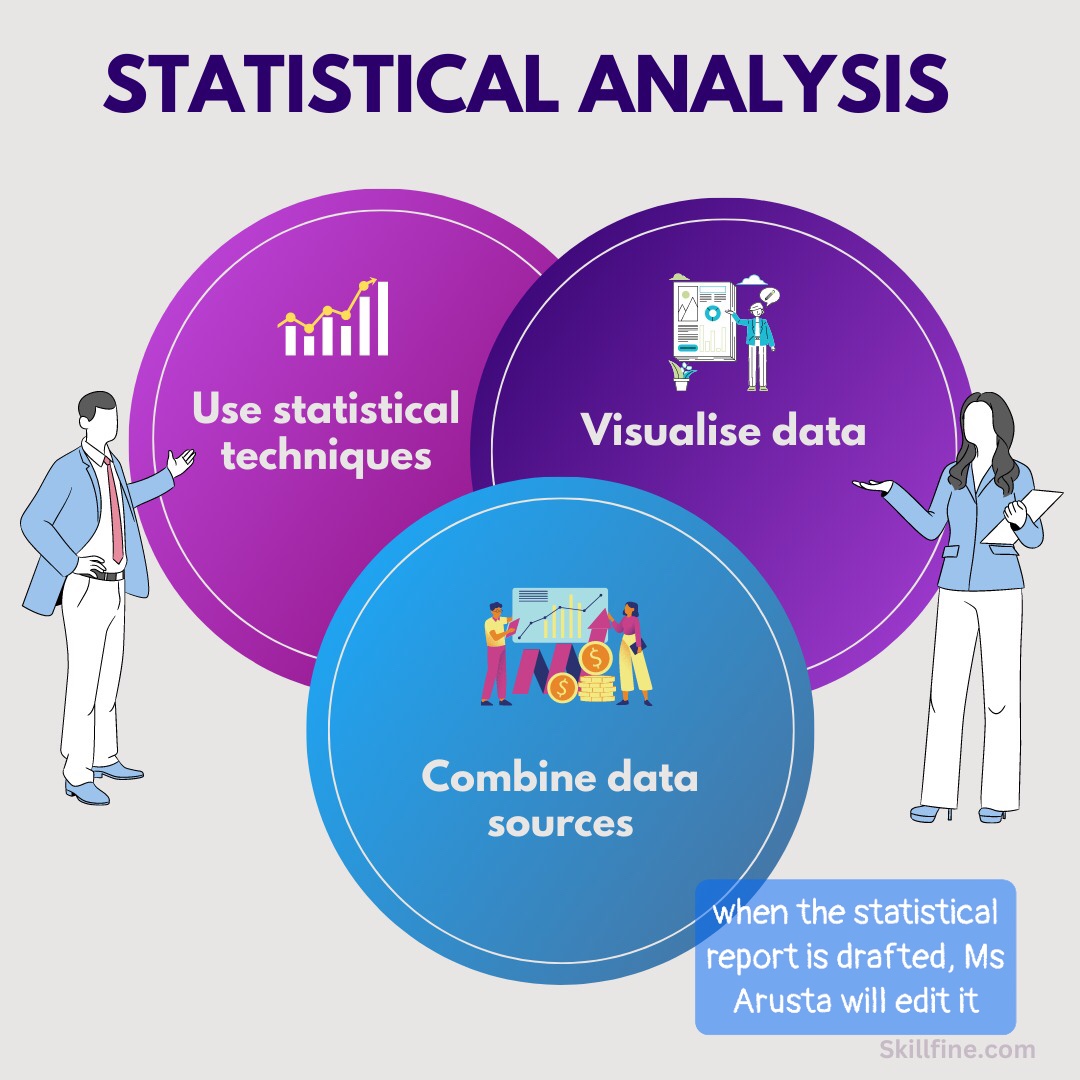 STATISTICAL ANALYSIS
Use statistical
techniques
Visualise data
Combine data
sources
when the statistical
report is drafted, Ms
Arusta will edit it
Skillfine.com